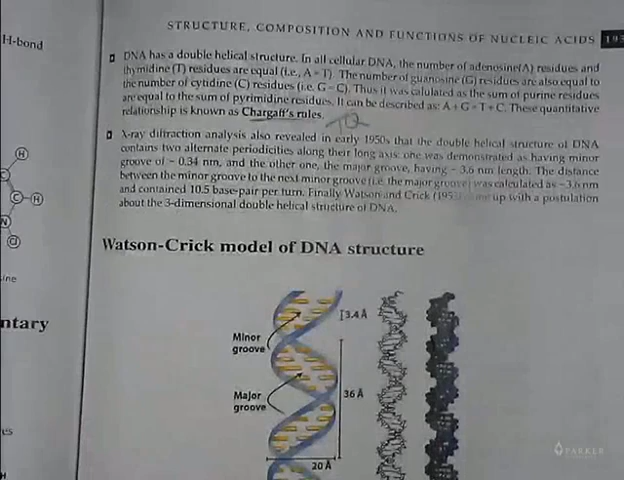 STRUCTURE, COMPOSITION AND FUNCTIONS OF NUCLEIC ACIDS 195
H-bond
DNA has a double helical structure. In all cellular DNA, the number of adenosine(A) residues and
thymidine (T) residues are equal (i.e., A = T). The number of guanosine (G) residues are also equal to
the number of cytidine (C) residues (i.e. G = C). Thus it was calulated as the sum of purine residues
are equal to the sum of pyrimidine residues. It can be described as: A + G = T + C. These quantitative
relationship is known as Chargaff's rules.
X-ray diffraction analysis also revealed in early 1950s that the double helical structure of DNA
contains two alternate periodicities along their long axis: one was demonstrated as having minor
groove of ~ 0.34 nm, and the other one, the major groove, having ~ 3.6 nm length. The distance
between the minor groove to the next minor groove (i.e. the major groove) was calculated as ~ 3.6 nm
and contained 10.5 base-pair per turn. Finally Watson and Crick up with a postulation
about the 3-dimensional double helical structure of DNA.
H
C
C H
N
Cl
ine
ntary
es
H
Watson-Crick model of DNA structure
3.4 Å
Minor
groove
Major
groove
36 Å
20 Å
PARKER